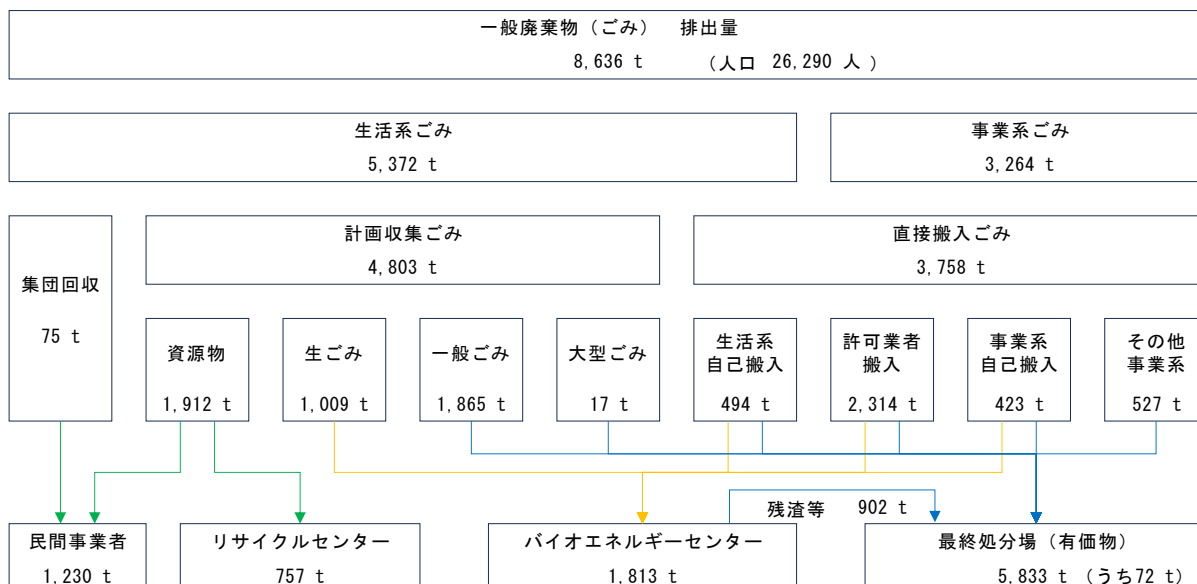 一般廃棄物（ごみ） 排出量
8,636 t （人口 26,290 人 ）
生活系ごみ
5,372 t
事業系ごみ
3,264 t
集団回収
75 t
計画収集ごみ
4,803 t
直接搬入ごみ
3,758 t
資源物
1,912 t
生ごみ
1,009 t
一般ごみ
1,865 t
大型ごみ
17 t
生活系
自己搬入
494 t
許可業者
搬入
2,314 t
事業系
自己搬入
423 t
その他
事業系
527 t
残渣等 902 t
民間事業者
1,230 t
リサイクルセンター
757 t
バイオエネルギーセンター
1,813 t
最終処分場（有価物）
5,833 t （うち72 t）